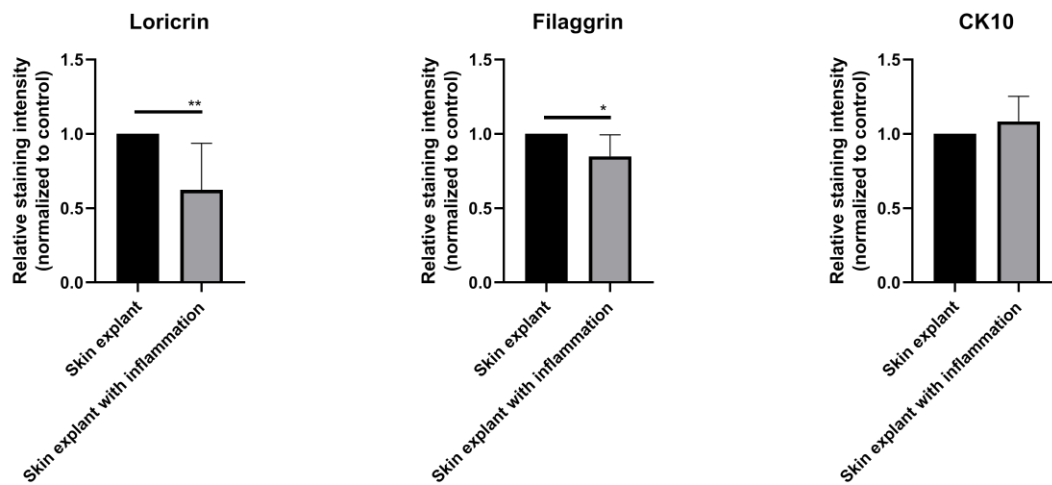 Loricrin
Relative staining intensity
(normalized to control)
1.5
1.0
0.5
0.0
**
Skin explant
Skin explant with inflammation
Filaggrin
Relative staining intensity
(normalized to control)
1.5
1.0
0.5
0.0
*
Skin explant
Skin explant with inflammation
CK10
Relative staining intensity
(normalized to control)
1.5
1.0
0.5
0.0
Skin explant
Skin explant with inflammation